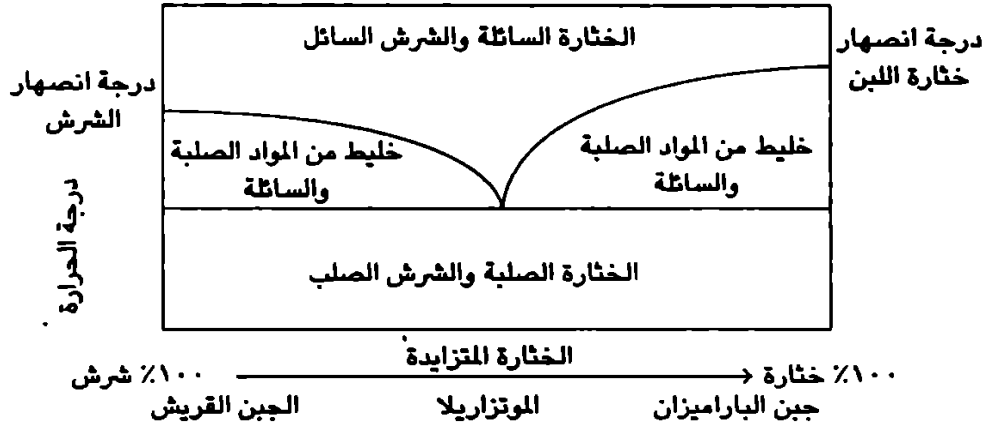 الخثارة السائلة والشرش السائل
درجة انصهار
خثارة اللبن
درجة انصهار
الشرش
خليط من المواد الصلبة
والسائلة
خليط من المواد الصلبة
والسائلة
درجة الحرارة
الخثارة الصلبة والشرش الصلب
الخثارة المتزايدة
١٠٠٪ خثارة
١٠٠٪ شرش
جبن البارامیزان
الموتزاريلا
الجبن القريش